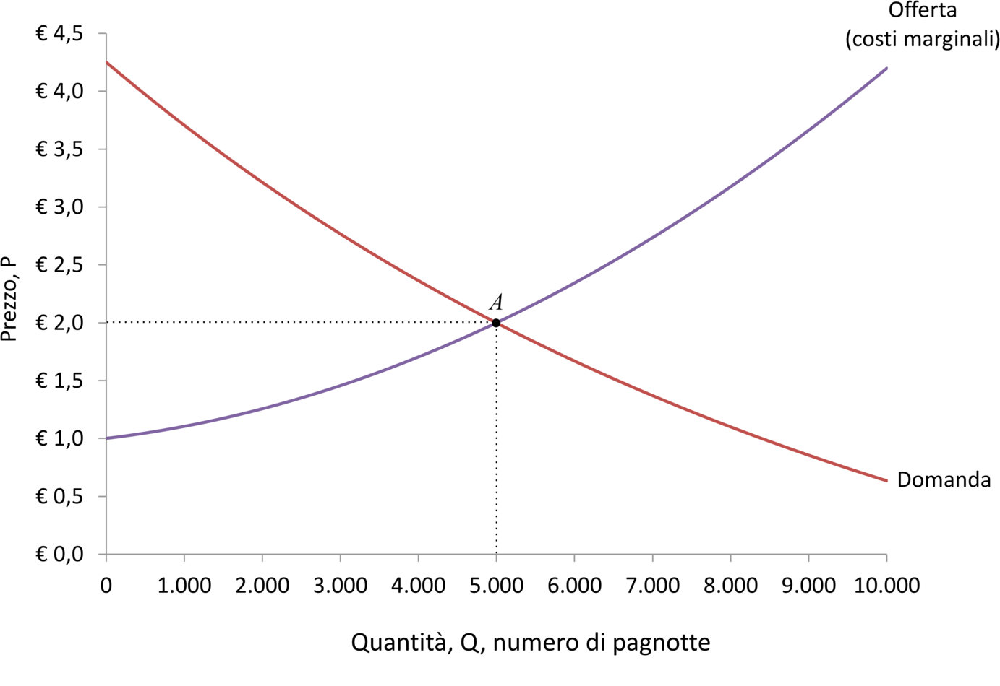 Offerta
(costi marginali)
€ 4,5
€ 4,0
€ 3,5
€ 3,0
€ 2,5
€ 2,0
€ 1,5
€ 1,0
€ 0,5
€ 0,0
Prezzo, P
A
Domanda
0 1.000 2.000 3.000 4.000 5.000 6.000 7.000 8.000 9.000 10.000
Quantità, Q, numero di pagnotte